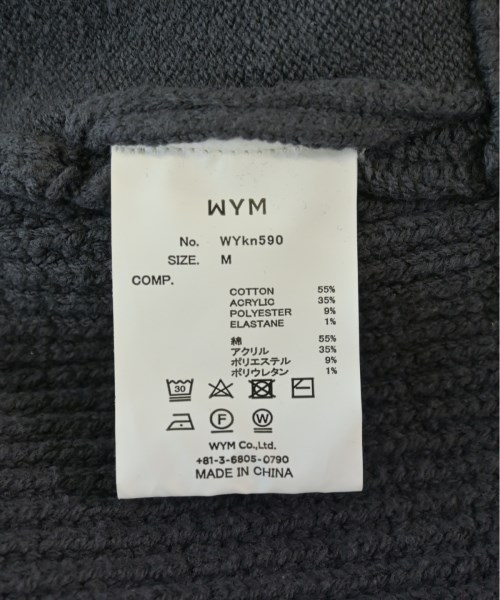 WYM
No. WYkn590
SIZE. M
COMP.
COTTON 55%
ACRYLIC 35%
POLYESTER 9%
ELASTANE 1%
綿 55%
アクリル 35%
ポリエステル 9%
ポリウレタン 1%
30
F W
WYM Co.,Ltd.
+81-3-6805-0790
MADE IN CHINA